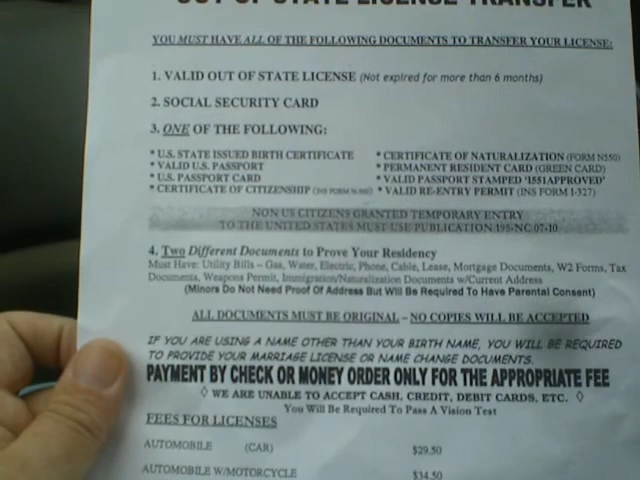 OUT OF STATE LICENSE TRANSFER
YOU MUST HAVE ALL OF THE FOLLOWING DOCUMENTS TO TRANSFER YOUR LICENSE:
1. VALID OUT OF STATE LICENSE (Not expired for more than 6 months)
2. SOCIAL SECURITY CARD
3. ONE OF THE FOLLOWING:
* U.S. STATE ISSUED BIRTH CERTIFICATE * CERTIFICATE OF NATURALIZATION (FORM N550)
* VALID U.S. PASSPORT * PERMANENT RESIDENT CARD (GREEN CARD)
* U.S. PASSPORT CARD * VALID PASSPORT STAMPED '1551APPROVED'
* CERTIFICATE OF CITIZENSHIP (INS FORM N-560) * VALID RE-ENTRY PERMIT (INS FORM I-327)
NON US CITIZENS GRANTED TEMPORARY ENTRY
TO THE UNITED STATES MUST USE PUBLICATION 195NC 07-10
4. Two Different Documents to Prove Your Residency
Must Have: Utility Bills – Gas, Water, Electric, Phone, Cable, Lease, Mortgage Documents, W2 Forms, Tax
Documents, Weapons Permit, Immigration/Naturalization Documents w/Current Address
(Minors Do Not Need Proof Of Address But Will Be Required To Have Parental Consent)
ALL DOCUMENTS MUST BE ORIGINAL – NO COPIES WILL BE ACCEPTED
IF YOU ARE USING A NAME OTHER THAN YOUR BIRTH NAME, YOU WILL BE REQUIRED
TO PROVIDE YOUR MARRIAGE LICENSE OR NAME CHANGE DOCUMENTS.
PAYMENT BY CHECK OR MONEY ORDER ONLY FOR THE APPROPRIATE FEE
◊ WE ARE UNABLE TO ACCEPT CASH, CREDIT, DEBIT CARDS, ETC. ◊
You Will Be Required To Pass A Vision Test
FEES FOR LICENSES
AUTOMOBILE (CAR) $29.50
AUTOMOBILE W/MOTORCYCLE $34.50